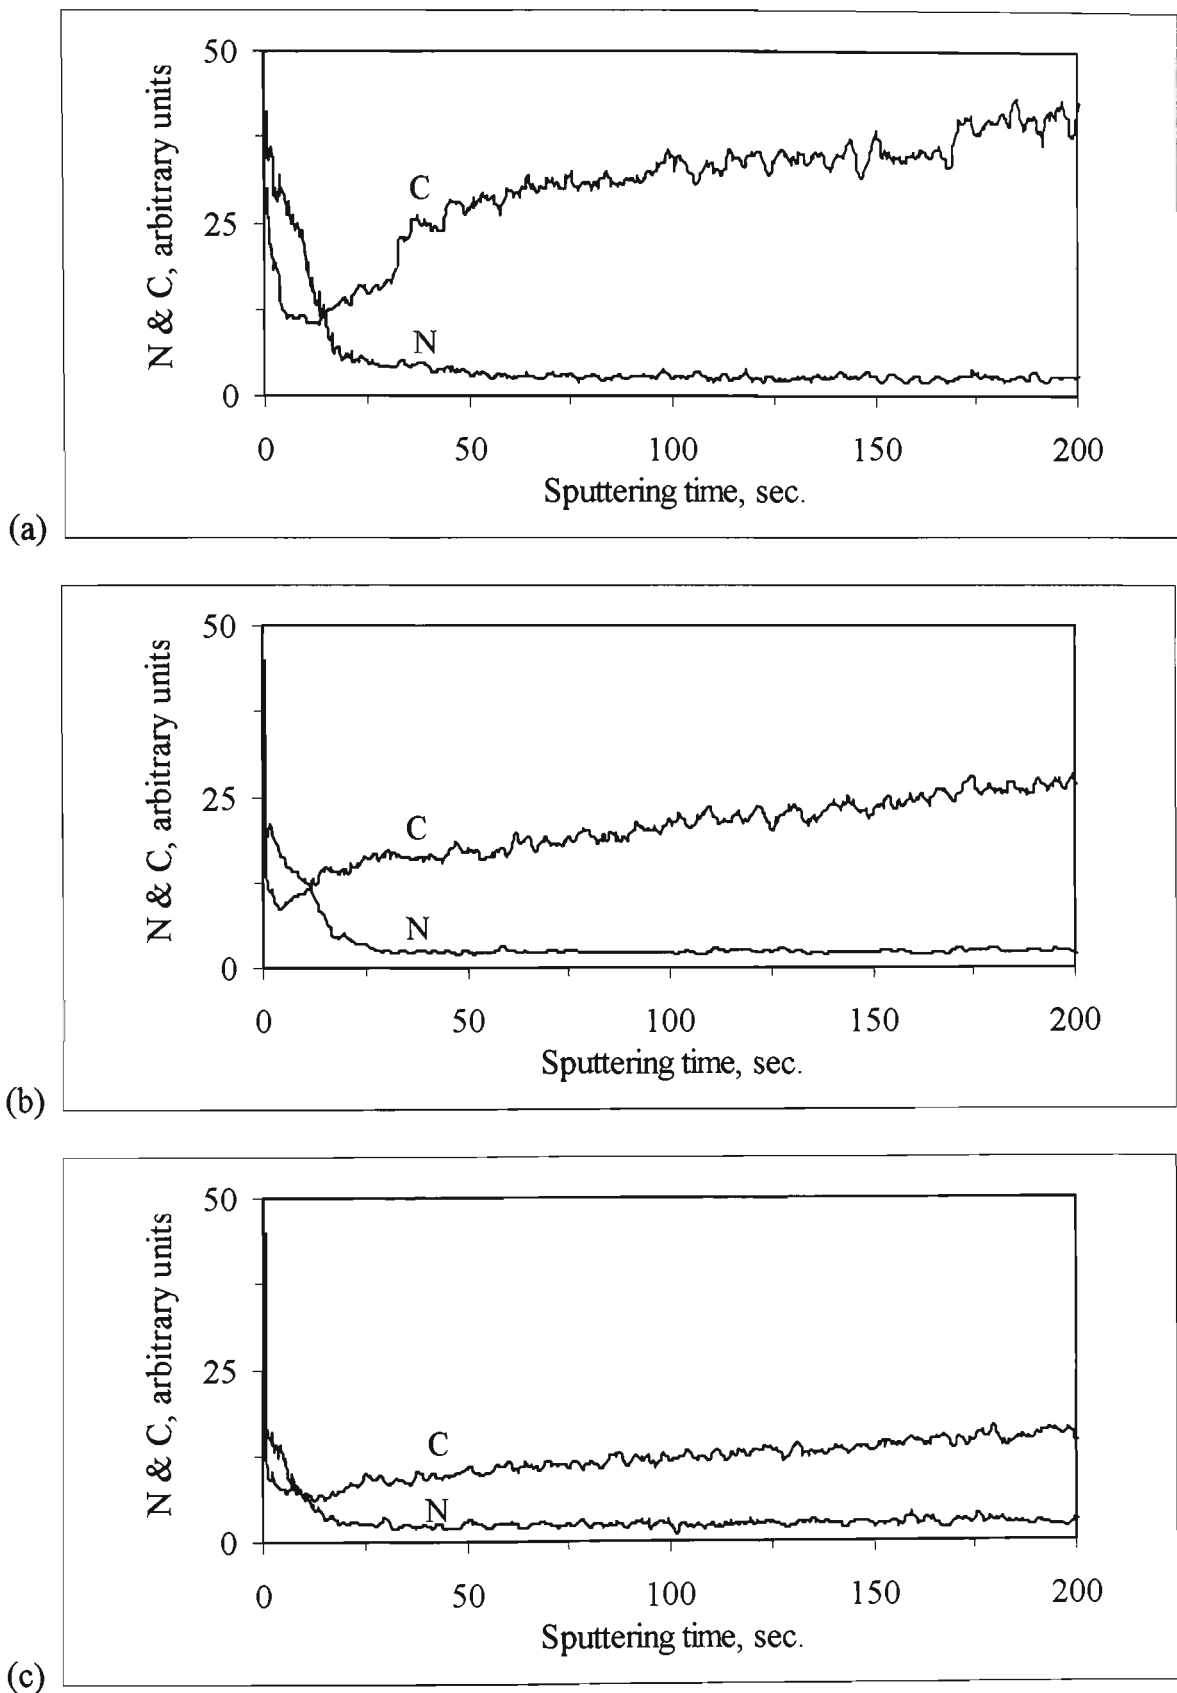 50
25
0
N & C, arbitrary units
C
N
0 50 100 150 200
Sputtering time, sec.
(a)
50
25
0
N & C, arbitrary units
C
N
0 50 100 150 200
Sputtering time, sec.
(b)
50
25
0
N & C, arbitrary units
C
N
0 50 100 150 200
Sputtering time, sec.
(c)